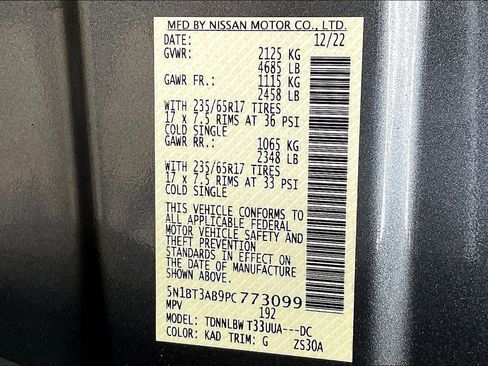 MFD BY NISSAN MOTOR CO., LTD.
DATE: 12/22
GVWR: 2125 KG
4685 LB
GAWR FR.: 1115 KG
2458 LB
WITH 235/65R17 TIRES
17 x 7.5 RIMS AT 36 PSI
COLD SINGLE
GAWR RR.: 1065 KG
2348 LB
WITH 235/65R17 TIRES
17 x 7.5 RIMS AT 33 PSI
COLD SINGLE
THIS VEHICLE CONFORMS TO
ALL APPLICABLE FEDERAL
MOTOR VEHICLE SAFETY AND
THEFT PREVENTION
STANDARDS IN EFFECT ON
THE DATE OF MANUFACTURE
SHOWN ABOVE.
5N1BT3AB9PC773099
MPV 192
MODEL: TDNNLBWT33UUA---DC
COLOR: KAD TRIM: G ZS30A